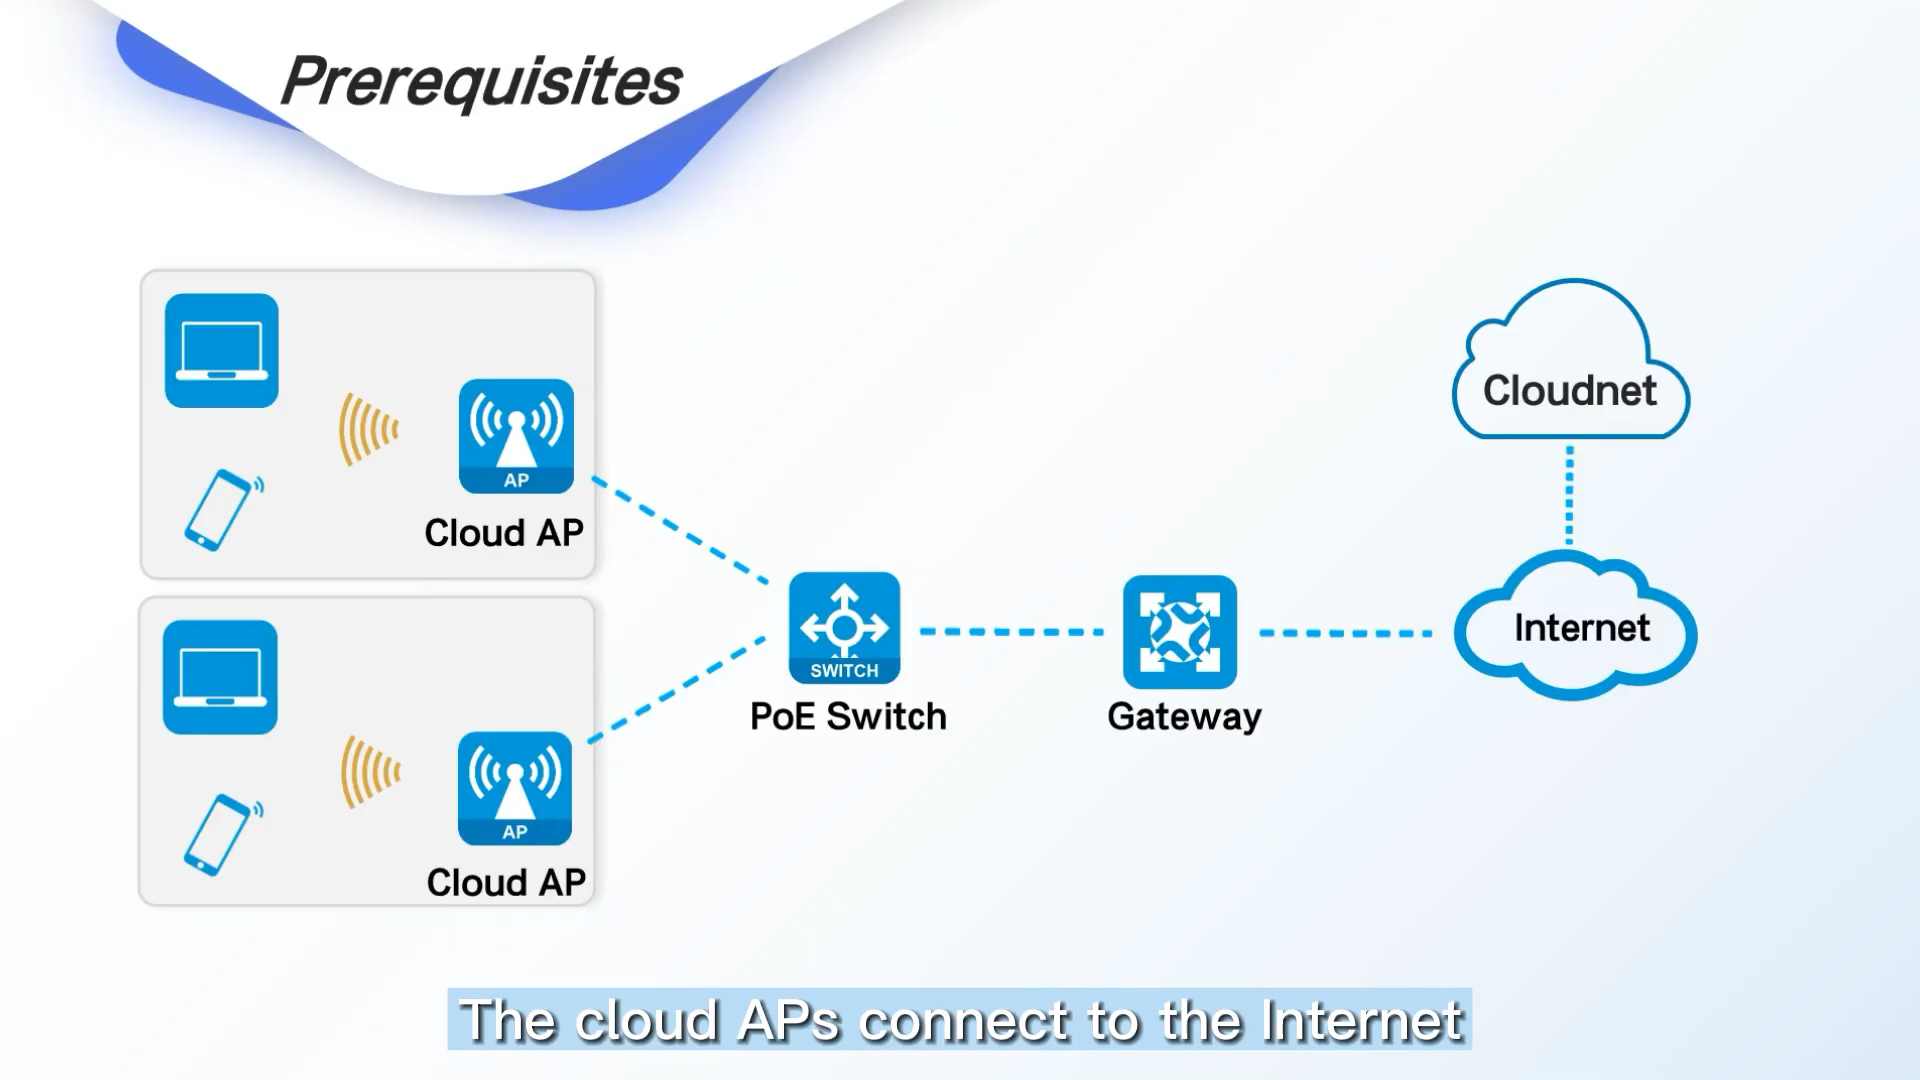 Prerequisites
AP
Cloud AP
AP
Cloud AP
SWITCH
PoE Switch
Gateway
Cloudnet
Internet
The cloud APs connect to the Internet